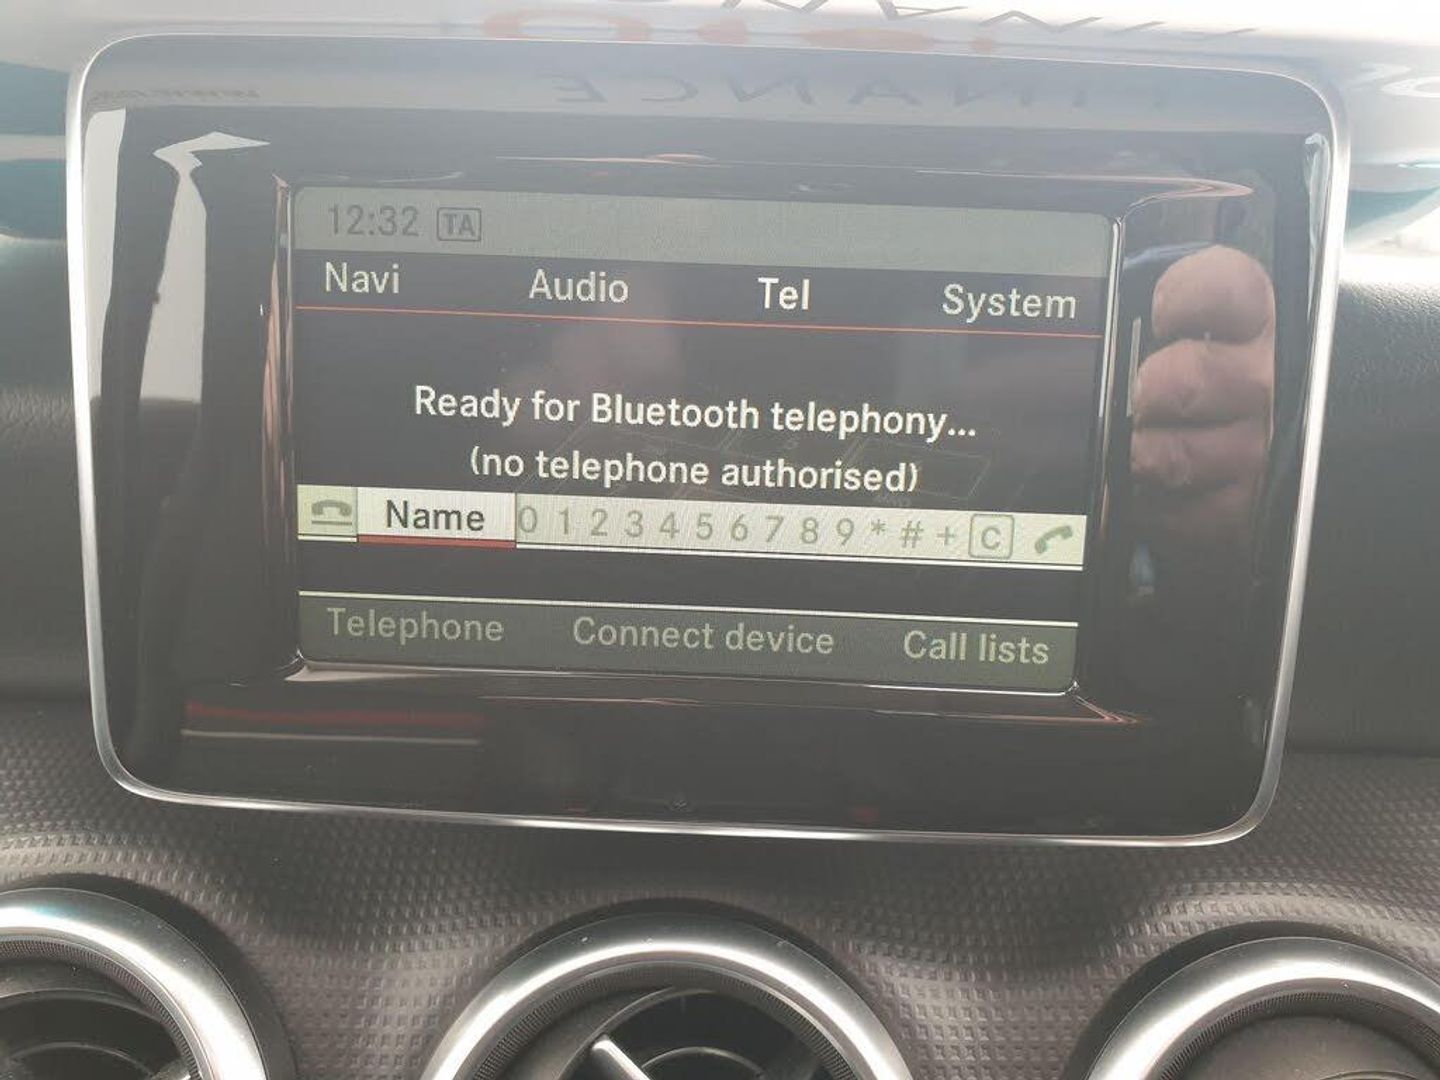 FINANCE
12:32 TA
Navi Audio Tel System
Ready for Bluetooth telephony...
(no telephone authorised)
Name 0 1 2 3 4 5 6 7 8 9 * # + C
Telephone Connect device Call lists